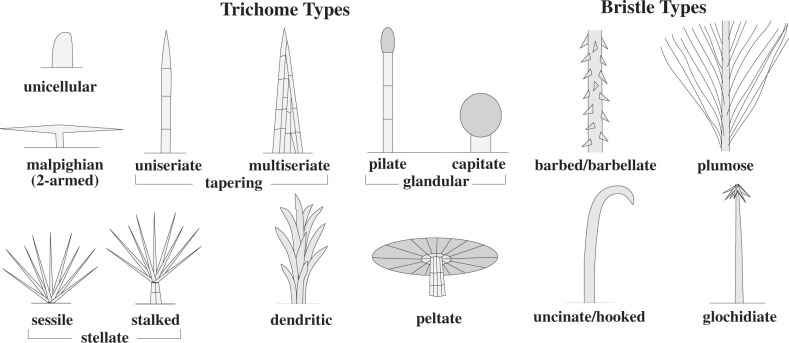 Trichome Types
Bristle Types
unicellular
malpighian
(2-armed)
uniseriate
multiseriate
tapering
pilate
capitate
glandular
barbed/barbellate
plumose
sessile
stalked
stellate
dendritic
peltate
uncinate/hooked
glochidiate